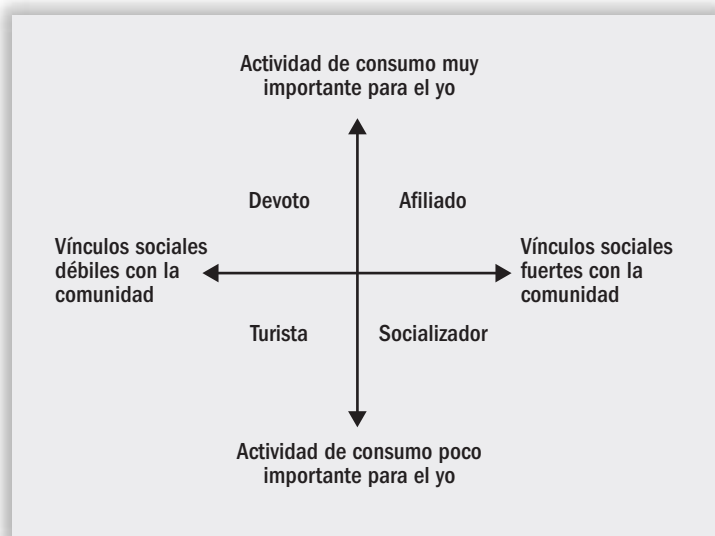 Actividad de consumo muy
importante para el yo
Devoto
Afiliado
Vínculos sociales
débiles con la
comunidad
Vínculos sociales
fuertes con la
comunidad
Turista
Socializador
Actividad de consumo poco
importante para el yo